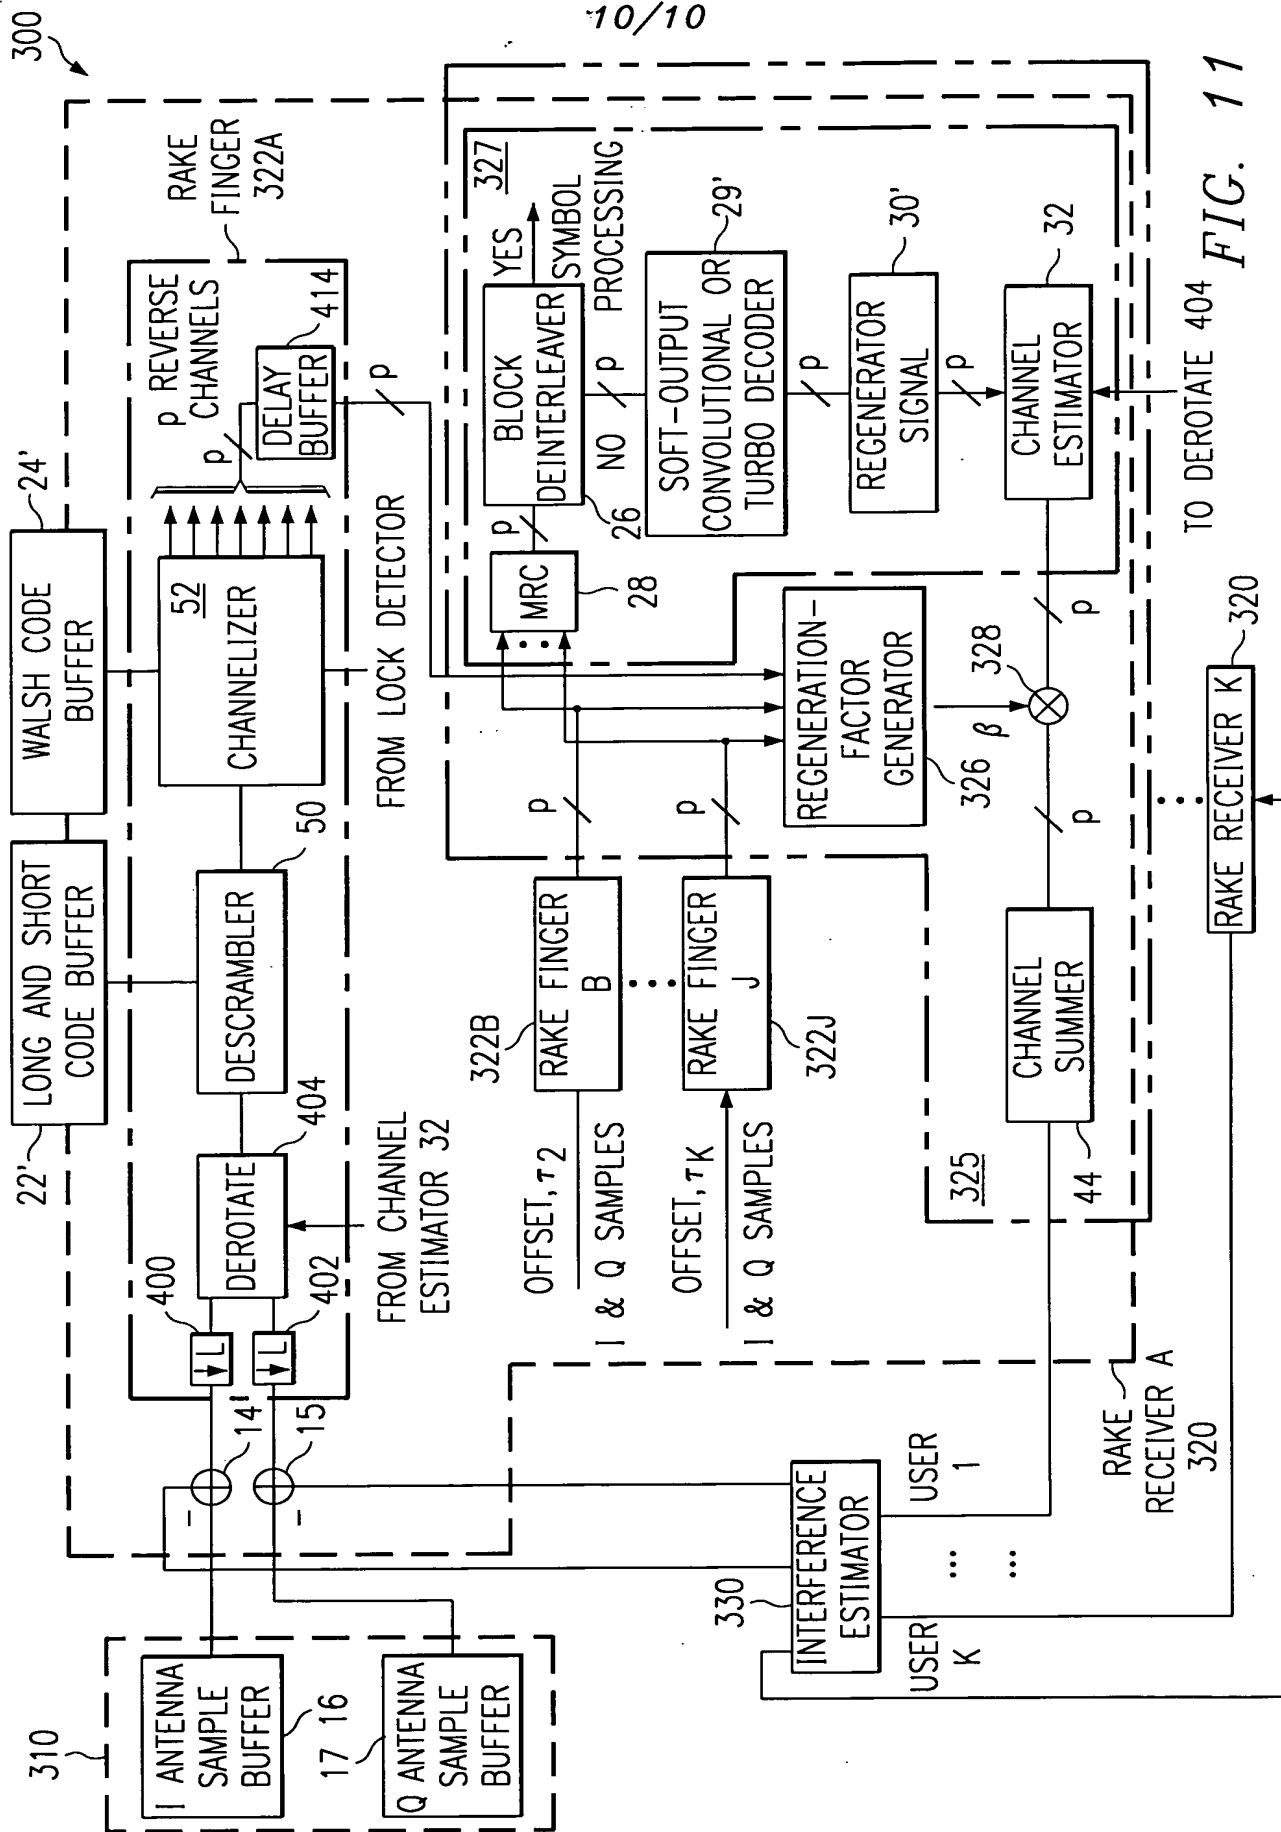 10/10
300
RAKE
FINGER
322A
22'
LONG AND SHORT
CODE BUFFER
24'
WALSH CODE
BUFFER
310
I ANTENNA
SAMPLE
BUFFER
16
17
Q ANTENNA
SAMPLE
BUFFER
14
15
–
–
400
↓L
402
↓L
DEROTATE
404
DESCRAMBLER
50
52
CHANNELIZER
p REVERSE
CHANNELS
p
DELAY
BUFFER
414
p
FROM CHANNEL
ESTIMATOR 32
FROM LOCK DETECTOR
327
MRC
28
p
BLOCK
DEINTERLEAVER
26
YES
SYMBOL
PROCESSING
NO
p
SOFT-OUTPUT
CONVOLUTIONAL OR
TURBO DECODER
29'
p
REGENERATOR
SIGNAL
30'
p
CHANNEL
ESTIMATOR
32
TO DEROTATE 404
OFFSET, τ2
I & Q SAMPLES
322B
RAKE FINGER
B
p
OFFSET, τK
I & Q SAMPLES
RAKE FINGER
J
322J
p
REGENERATION-
FACTOR
GENERATOR
326
β
328
p
p
325
CHANNEL
SUMMER
44
330
INTERFERENCE
ESTIMATOR
USER
1
USER
K
RAKE
RECEIVER A
320
RAKE RECEIVER K
320
FIG. 11